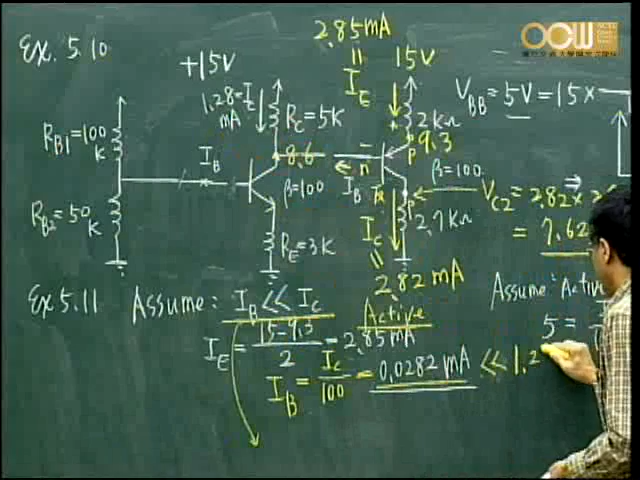 Ex. 5.10
+15V
2.85mA
=
I_E
15V
1.28 = I_C
mA
R_C = 5K
2KΩ
V_BB = 5V = 15×
R_B1 = 100
K
I_B
8.6
9.3
P
n
P
β=100
β=100
I_B
V_C2 = 2.82 ×
= 7.62
R_B2 = 50
K
R_E = 3K
I_C
=
2.82 mA
2.7KΩ
Ex 5.11 Assume: I_B << I_C
Active
Assume Active
5 =
I_E = 15-9.3 / 2 = 2.85mA
I_B = I_C / 100 = 0.0282 mA << 1.2
OCW